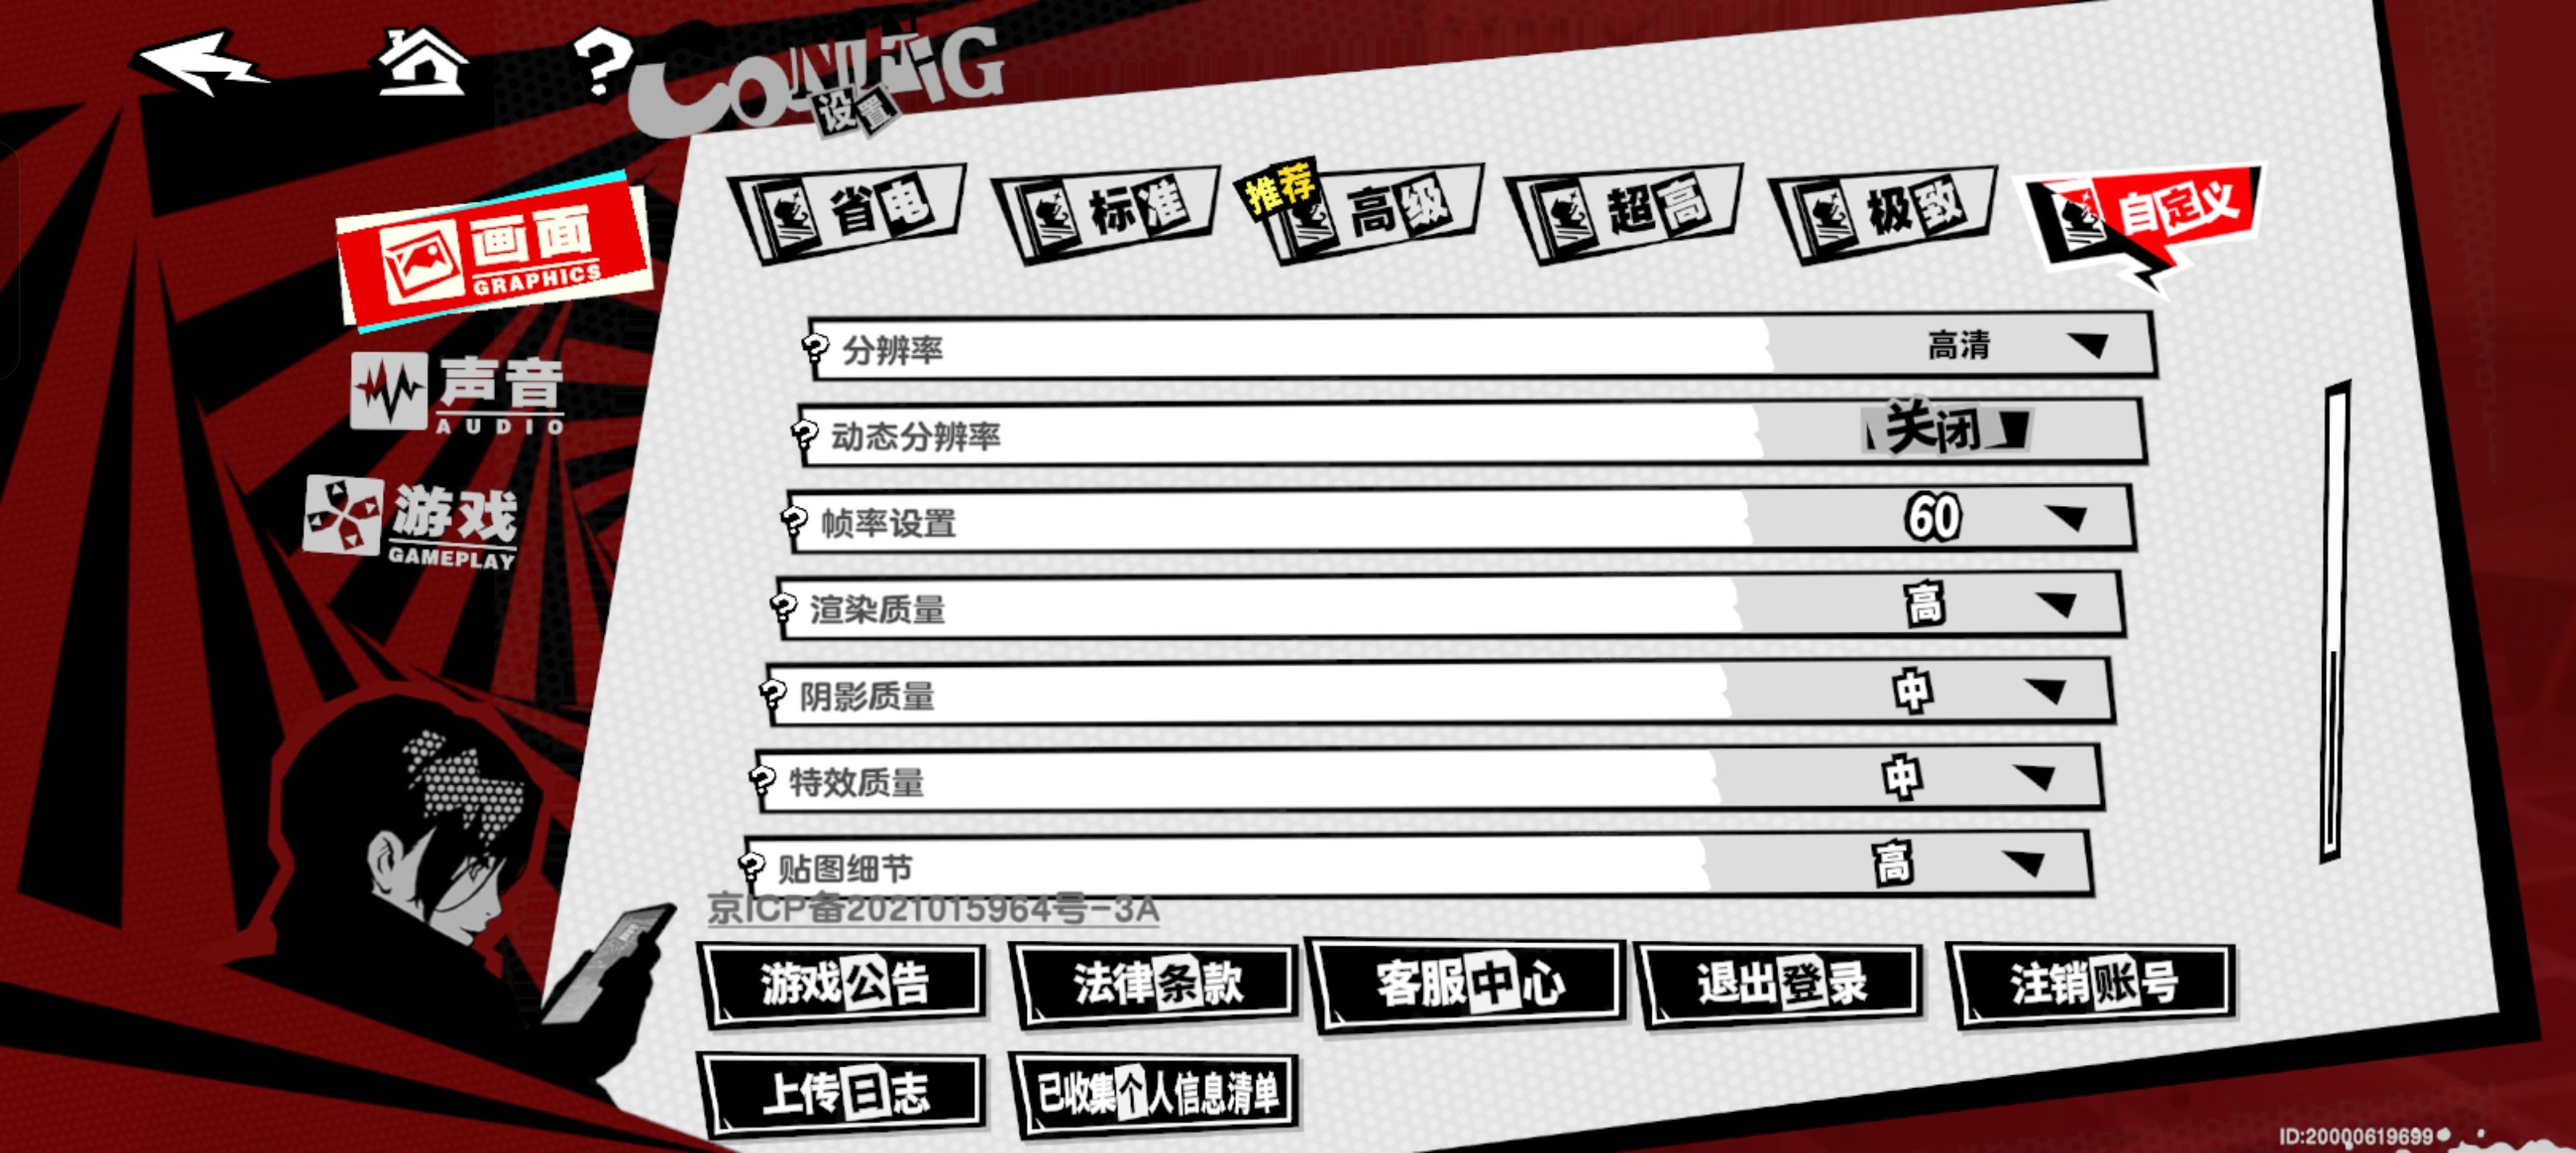 CONFIG
设置
画面
GRAPHICS
声音
AUDIO
游戏
GAMEPLAY
省电
标准
推荐
高级
超高
极致
自定义
分辨率
高清
动态分辨率
关闭
帧率设置
60
渲染质量
高
阴影质量
中
特效质量
中
贴图细节
高
京ICP备2021015964号-3A
游戏公告
法律条款
客服中心
退出登录
注销账号
上传日志
已收集个人信息清单
ID:20000619699